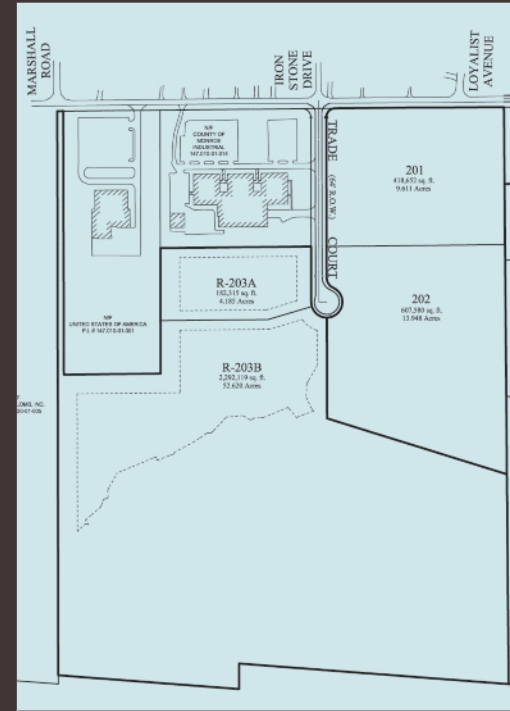 MARSHALL
ROAD
IRON
STONE
DRIVE
LOYALIST
AVENUE
N/F
COUNTY OF
MONROE
INDUSTRIAL
TRADE (64' R.O.W.) COURT
201
418,652 sq. ft.
9.611 Acres
R-203A
182,315 sq. ft.
4.185 Acres
202
607,580 sq. ft.
13.948 Acres
N/F
UNITED STATES OF AMERICA
R-203B
2,292,119 sq. ft.
52.620 Acres